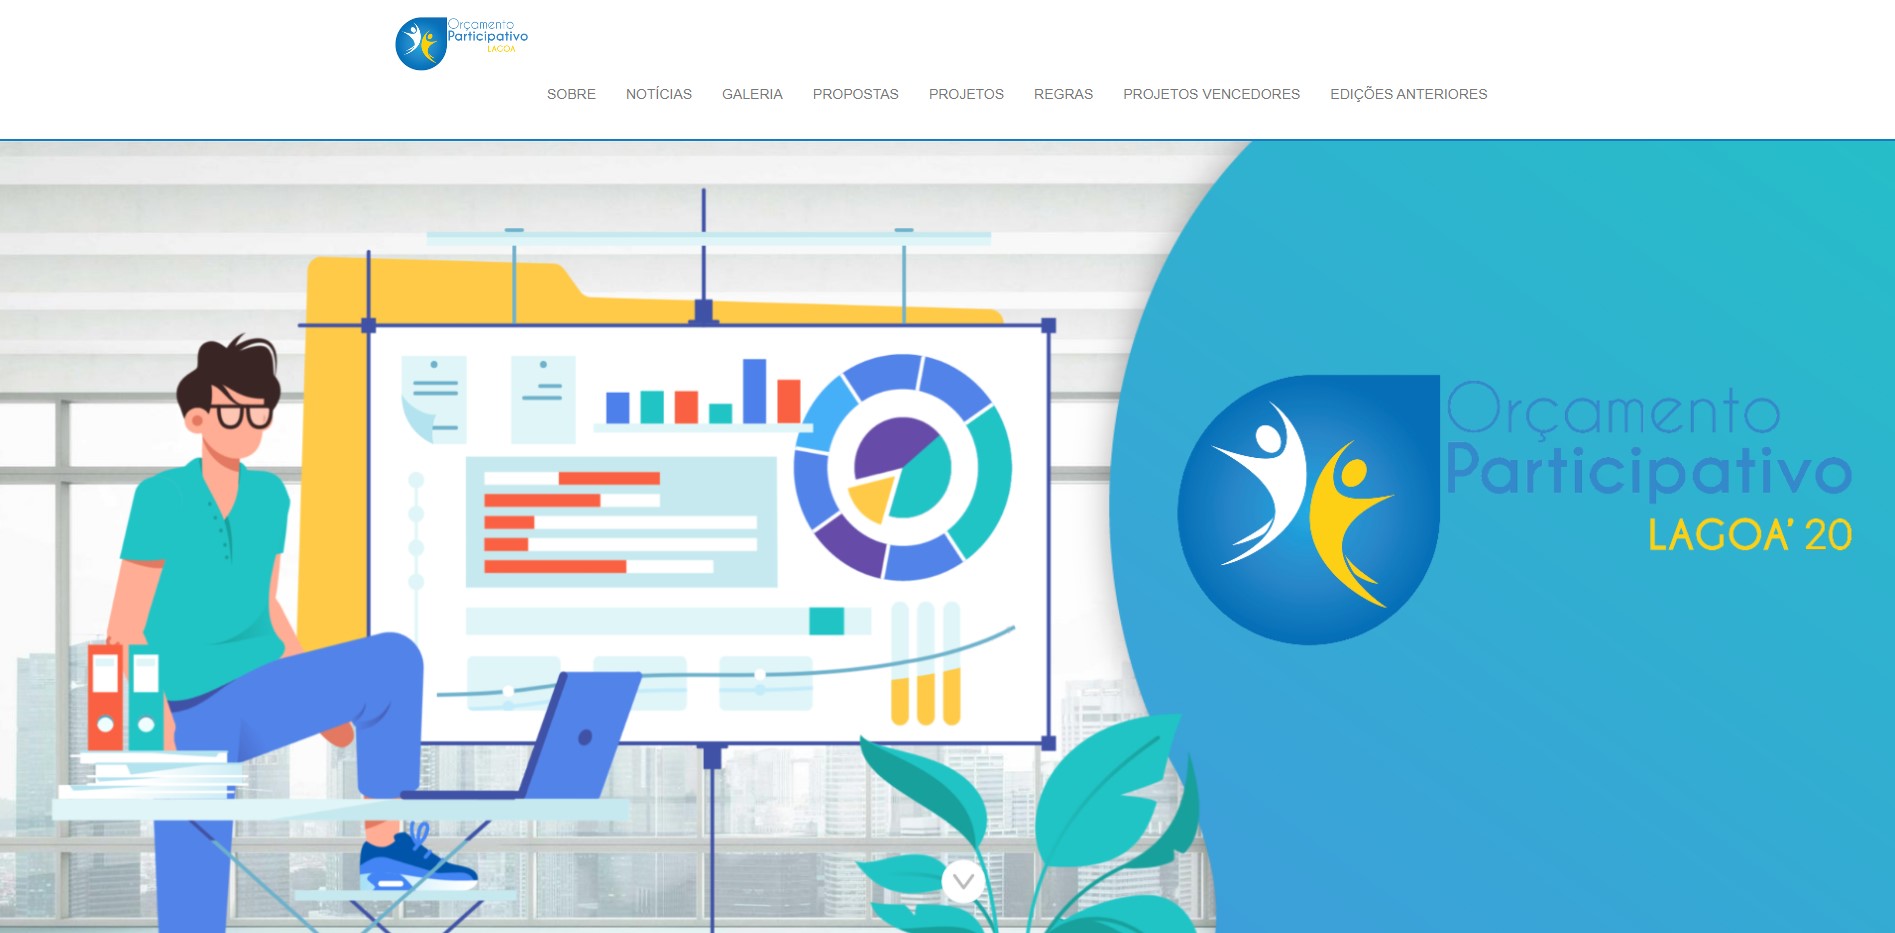 Orçamento
Participativo
LAGOA
SOBRE NOTÍCIAS GALERIA PROPOSTAS PROJETOS REGRAS PROJETOS VENCEDORES EDIÇÕES ANTERIORES
Orçamento
Participativo
LAGOA'20